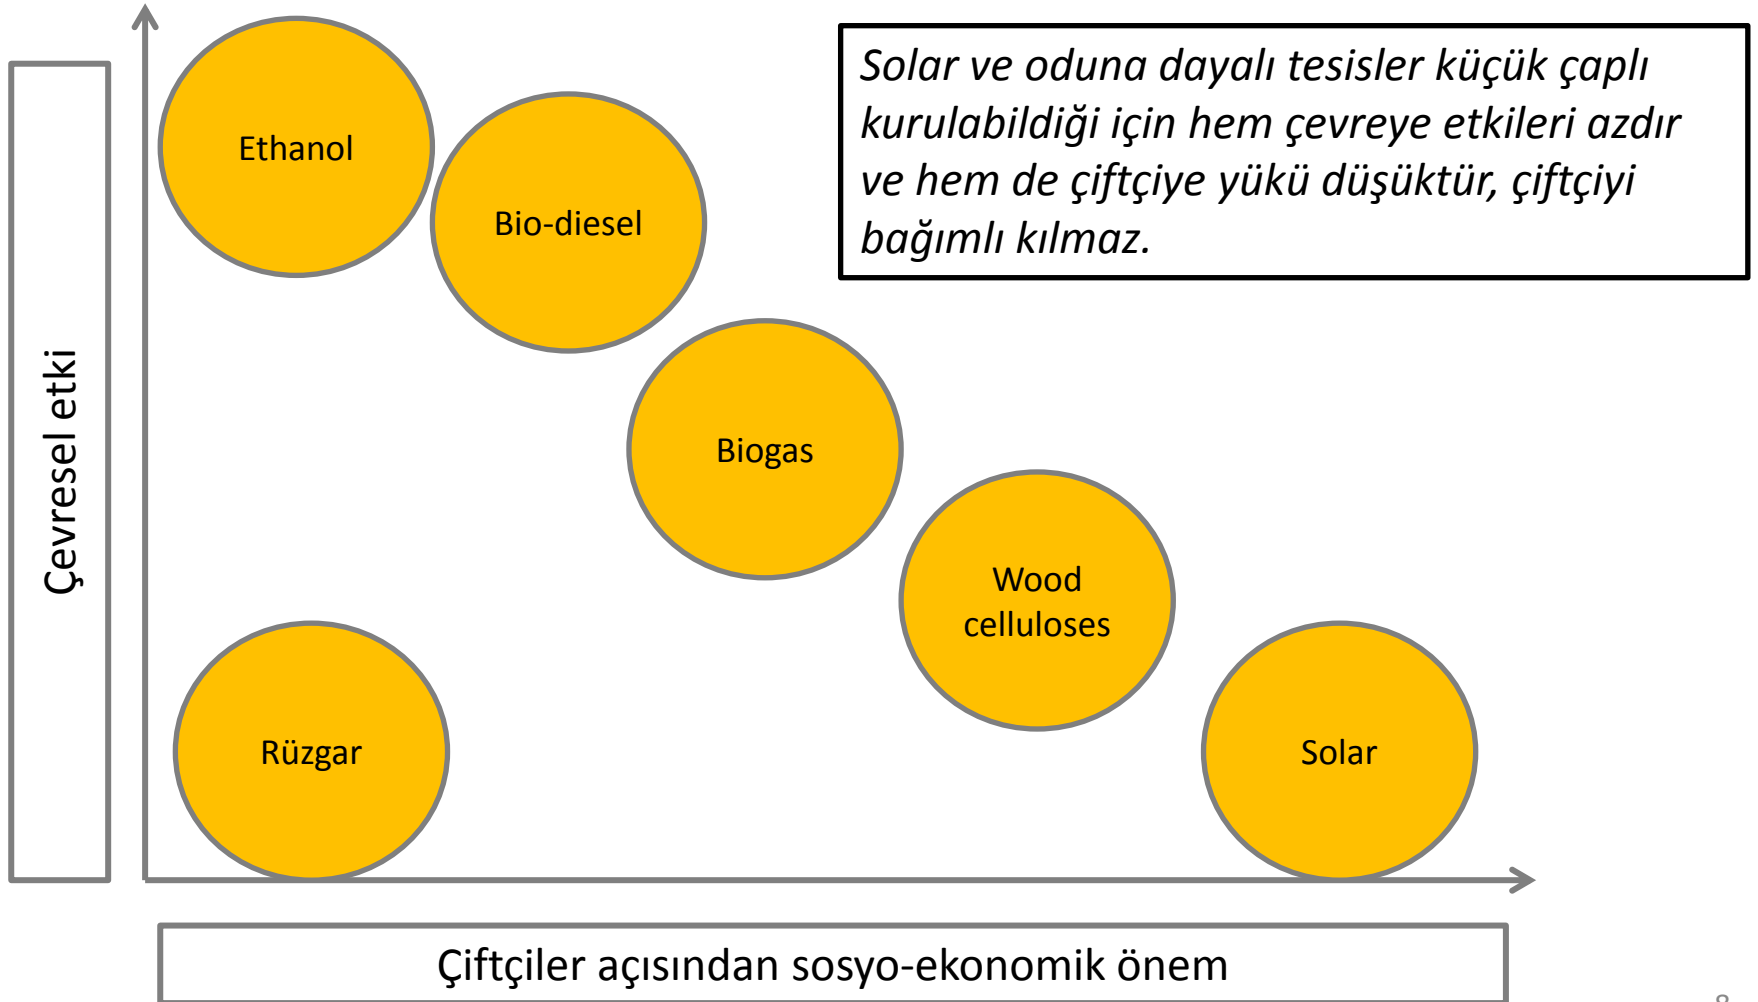 Solar ve oduna dayalı tesisler küçük çaplı
kurulabildiği için hem çevreye etkileri azdır
ve hem de çiftçiye yükü düşüktür, çiftçiyi
bağımlı kılmaz.
Ethanol
Bio-diesel
Biogas
Wood
celluloses
Rüzgar
Solar
Çevresel etki
Çiftçiler açısından sosyo-ekonomik önem